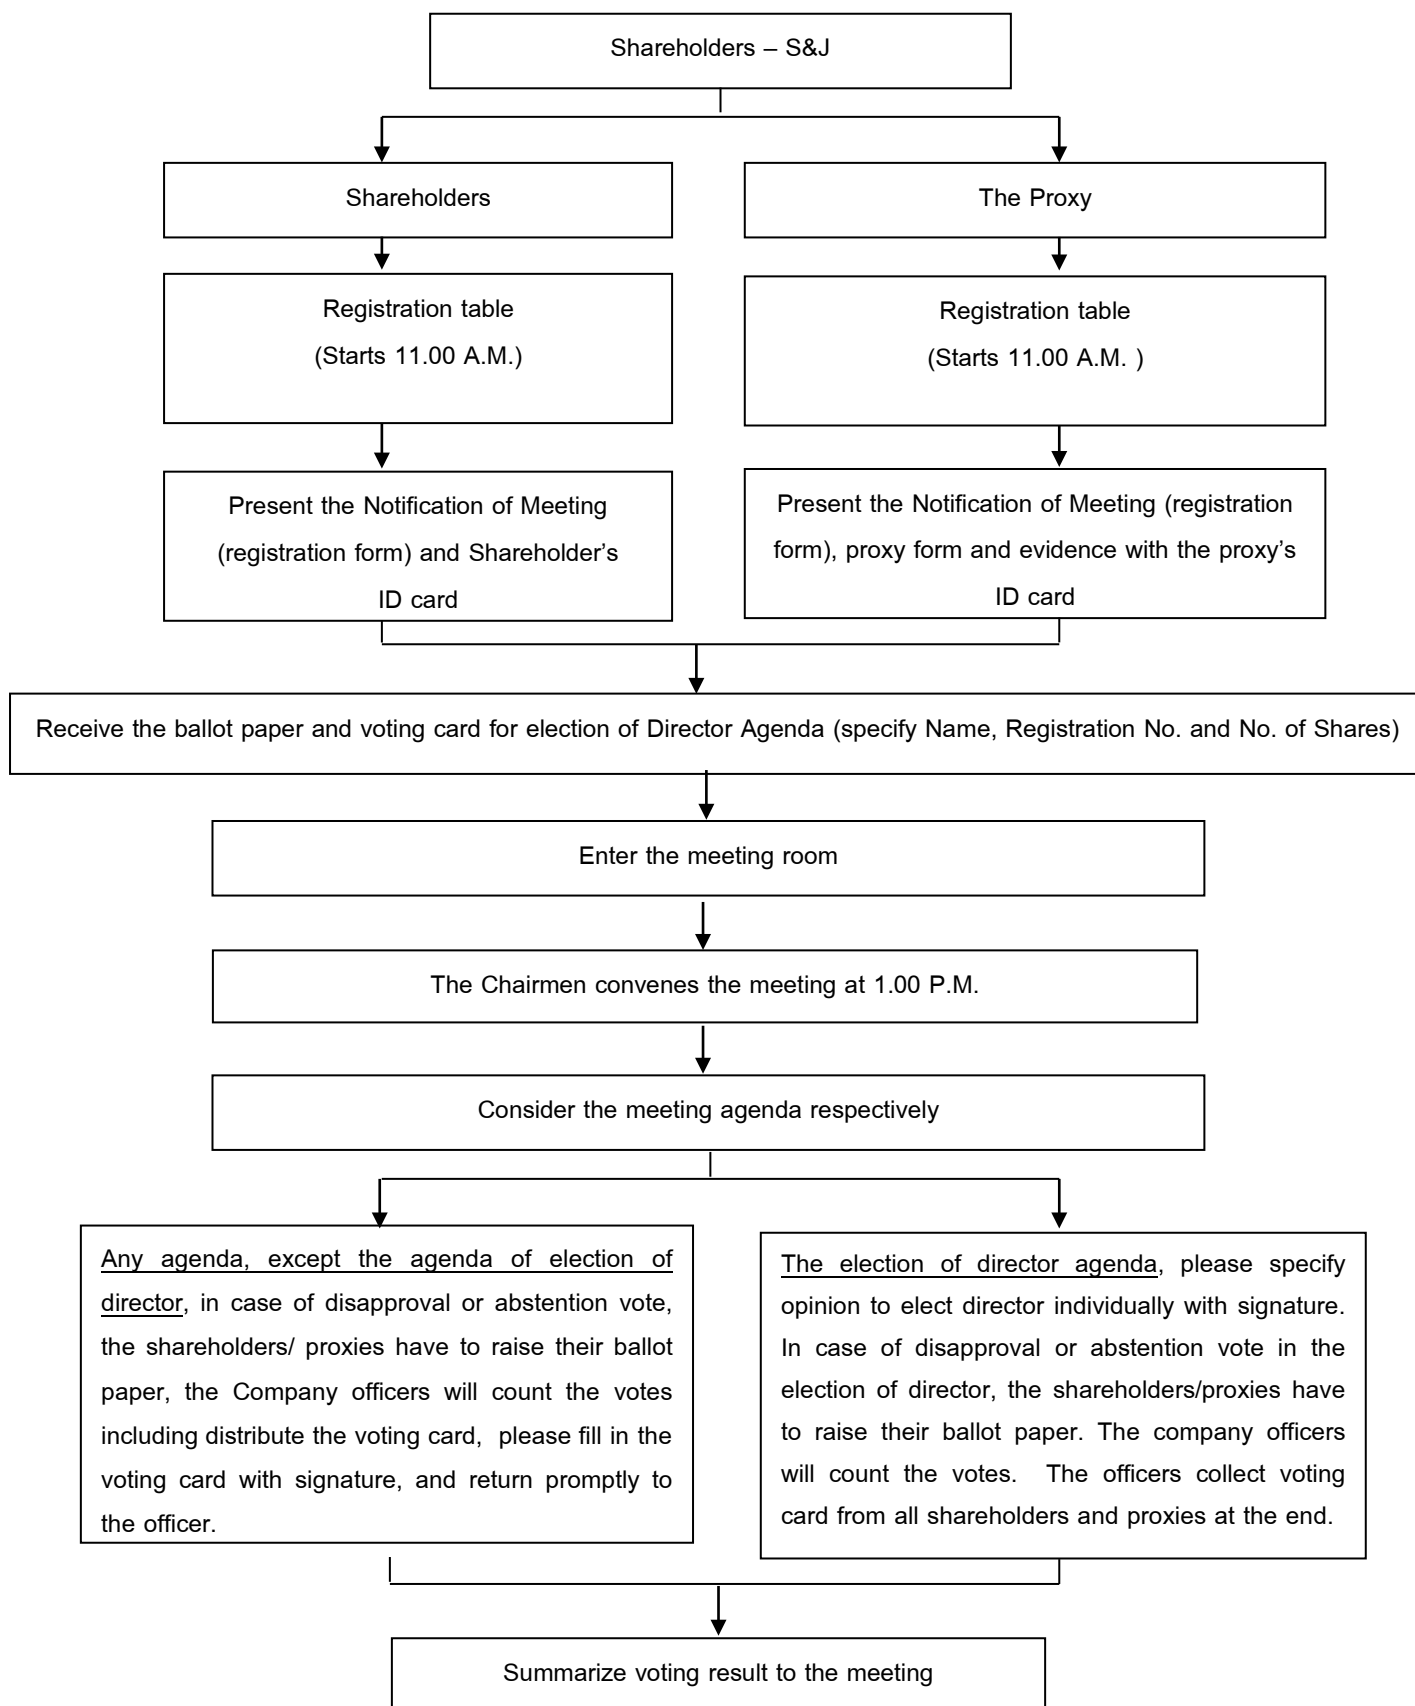 Shareholders – S&J
Shareholders
The Proxy
Registration table
(Starts 11.00 A.M.)
Registration table
(Starts 11.00 A.M. )
Present the Notification of Meeting
(registration form) and Shareholder’s
ID card
Present the Notification of Meeting (registration
form), proxy form and evidence with the proxy’s
ID card
Receive the ballot paper and voting card for election of Director Agenda (specify Name, Registration No. and No. of Shares)
Enter the meeting room
The Chairmen convenes the meeting at 1.00 P.M.
Consider the meeting agenda respectively
Any agenda, except the agenda of election of
director, in case of disapproval or abstention vote,
the shareholders/ proxies have to raise their ballot
paper, the Company officers will count the votes
including distribute the voting card,  please fill in the
voting card with signature, and return promptly to
the officer.
The election of director agenda, please specify
opinion to elect director individually with signature.
In case of disapproval or abstention vote in the
election of director, the shareholders/proxies have
to raise their ballot paper. The company officers
will count the votes.  The officers collect voting
card from all shareholders and proxies at the end.
Summarize voting result to the meeting